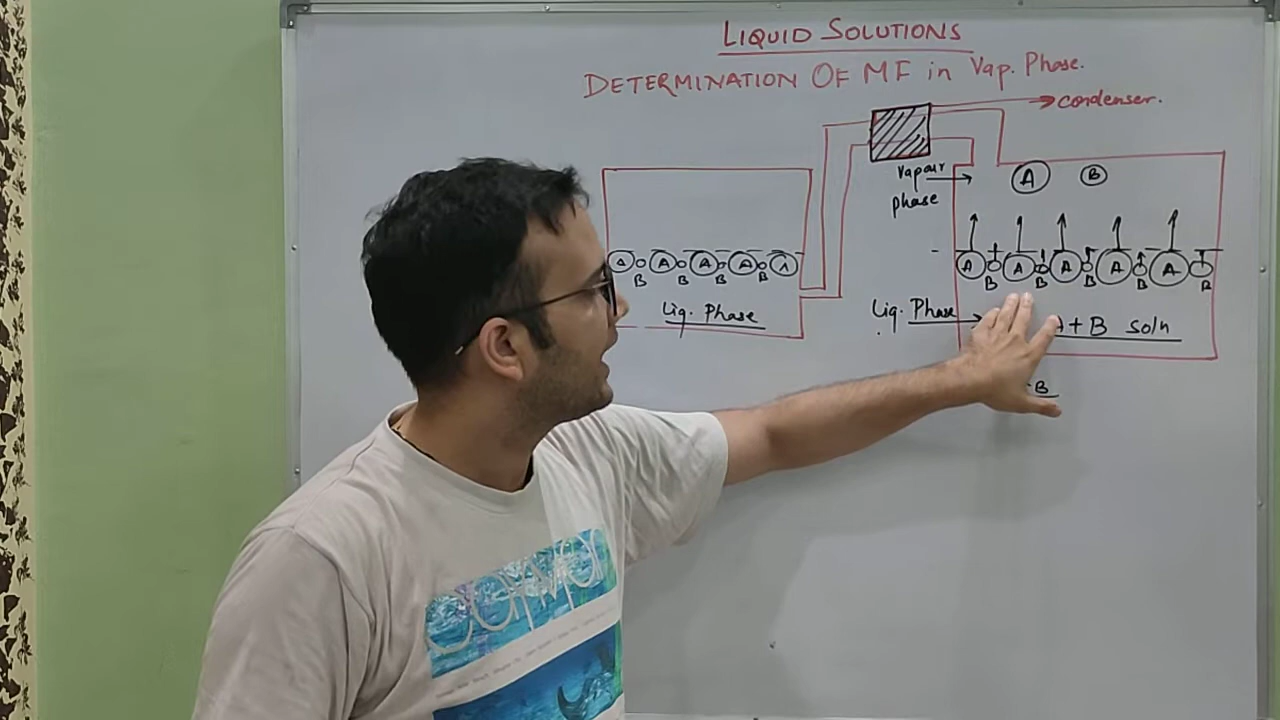 LIQUID SOLUTIONS
DETERMINATION OF MF in Vap. Phase.
condenser.
Vapour
phase
A B
A A A A A
B B B B
A A A A A
B B B B B
Liq. Phase
Liq. Phase
A+B soln
B